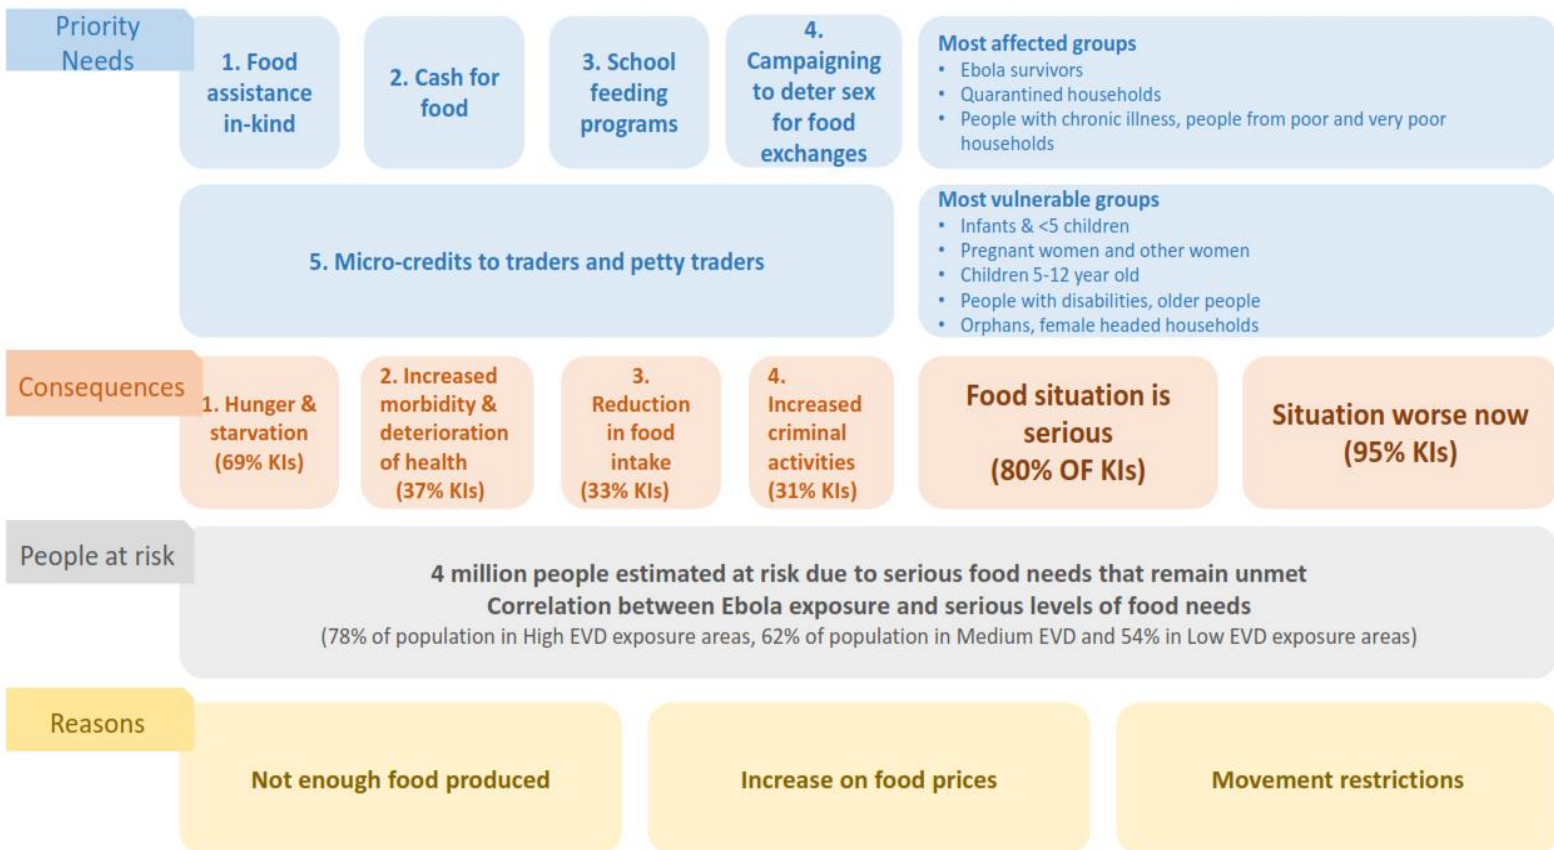 Priority
Needs
1. Food
assistance
in-kind
2. Cash for
food
3. School
feeding
programs
4.
Campaigning
to deter sex
for food
exchanges
Most affected groups
• Ebola survivors
• Quarantined households
• People with chronic illness, people from poor and very poor
households
5. Micro-credits to traders and petty traders
Most vulnerable groups
• Infants & <5 children
• Pregnant women and other women
• Children 5-12 year old
• People with disabilities, older people
• Orphans, female headed households
Consequences
1. Hunger &
starvation
(69% KIs)
2. Increased
morbidity &
deterioration
of health
(37% KIs)
3.
Reduction
in food
intake
(33% KIs)
4.
Increased
criminal
activities
(31% KIs)
Food situation is
serious
(80% OF KIs)
Situation worse now
(95% KIs)
People at risk
4 million people estimated at risk due to serious food needs that remain unmet
Correlation between Ebola exposure and serious levels of food needs
(78% of population in High EVD exposure areas, 62% of population in Medium EVD and 54% in Low EVD exposure areas)
Reasons
Not enough food produced
Increase on food prices
Movement restrictions